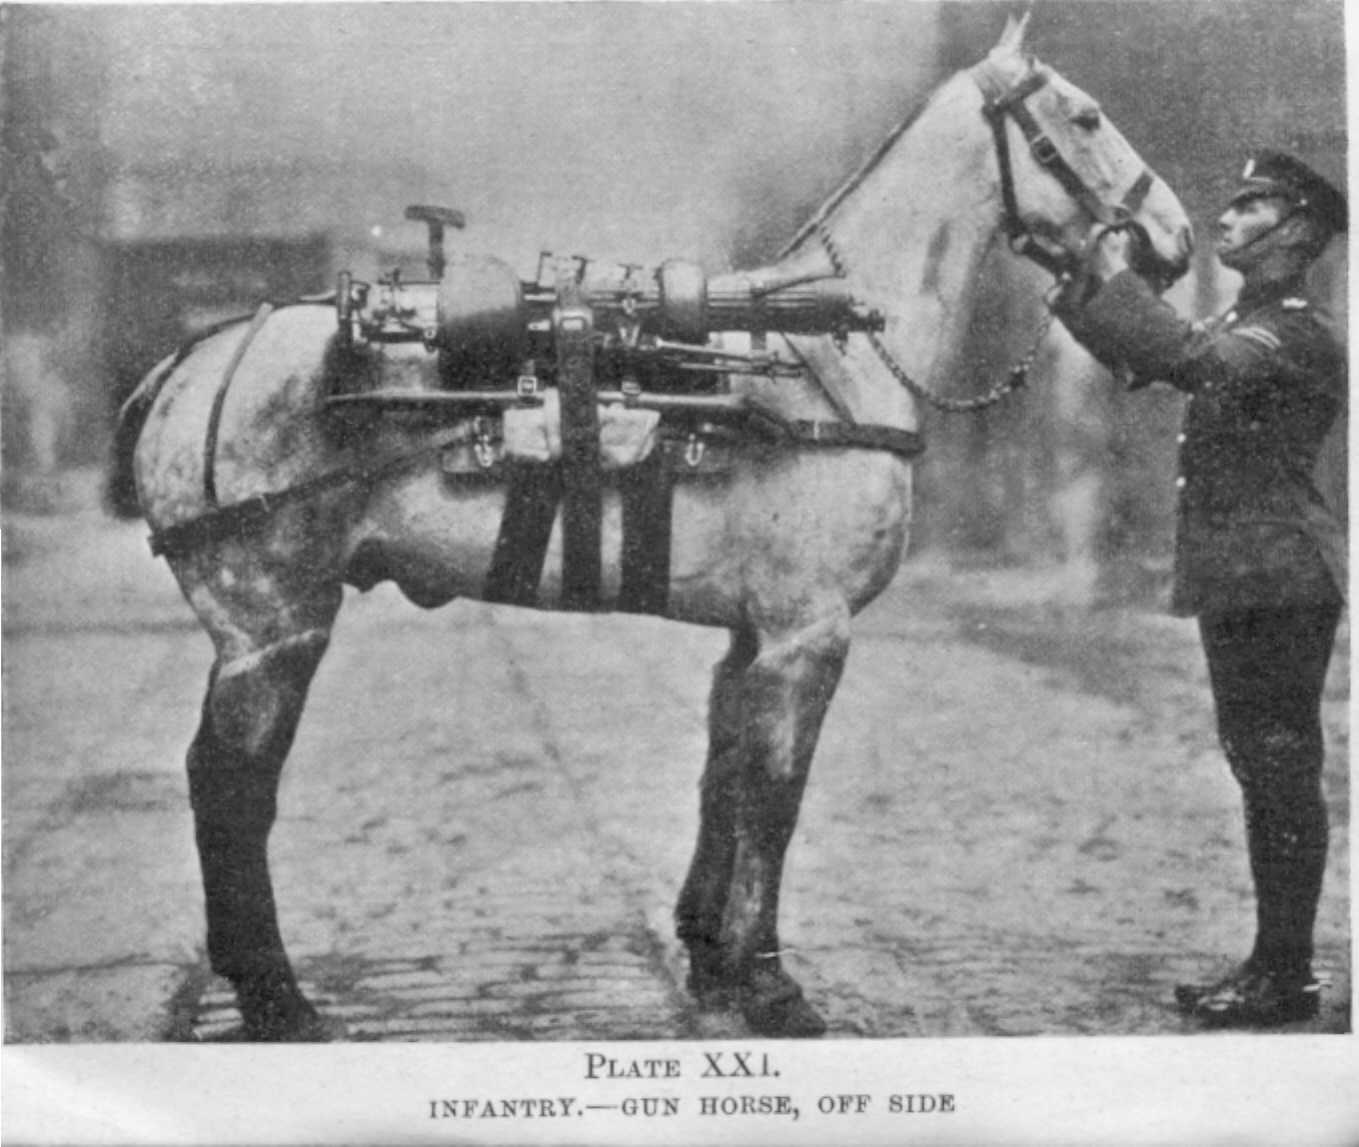 PLATE XXI.
INFANTRY.—GUN HORSE, OFF SIDE